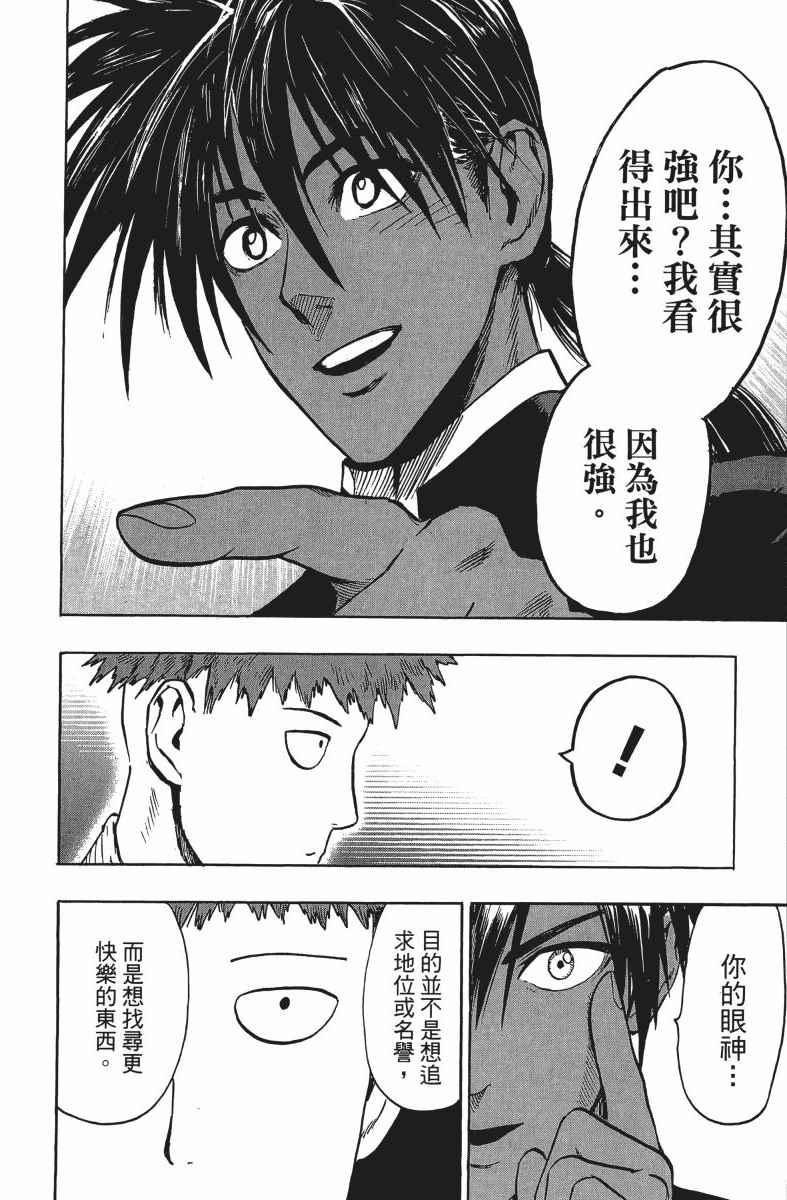 你…其實很
強吧？我看
得出來…
因為我也
很強。
！
你的眼神…
目的並不是想追
求地位或名譽，
而是想找尋更
快樂的東西。